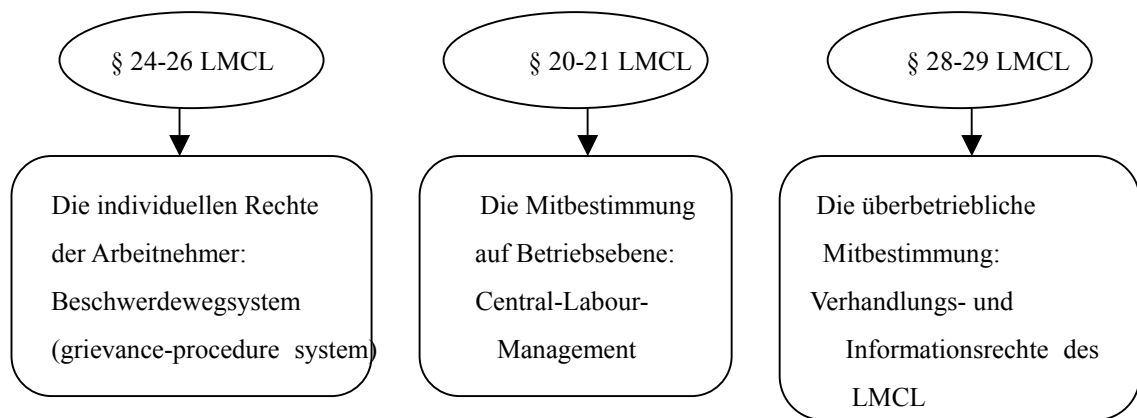 § 24-26 LMCL
§ 20-21 LMCL
§ 28-29 LMCL
Die individuellen Rechte
der Arbeitnehmer:
Beschwerdewegsystem
(grievance-procedure system)
Die Mitbestimmung
auf Betriebsebene:
Central-Labour-
Management
Die überbetriebliche
Mitbestimmung:
Verhandlungs- und
Informationsrechte des
LMCL